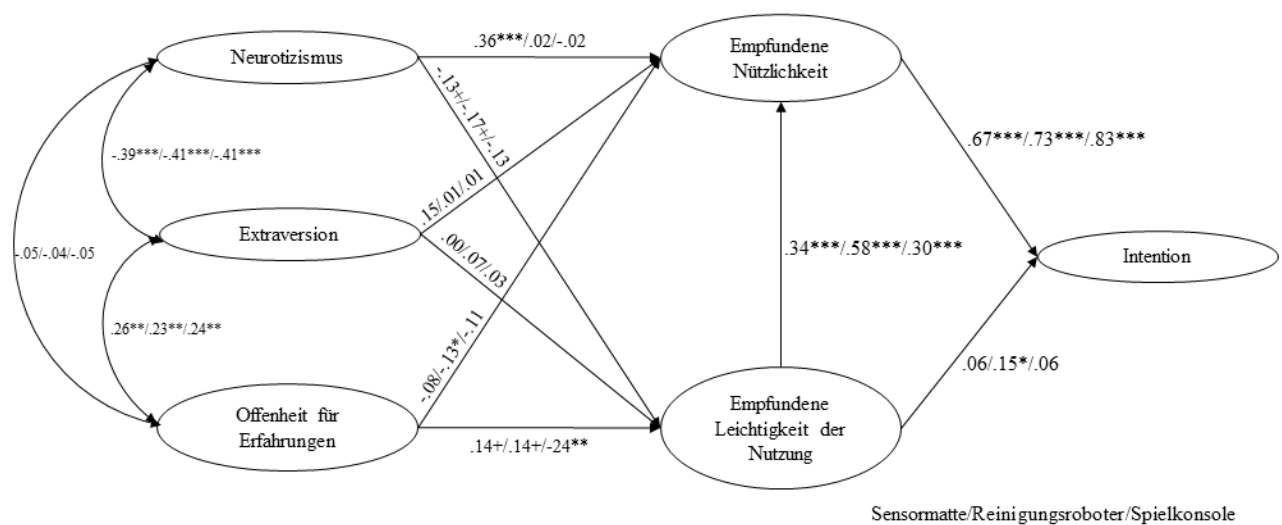 Neurotizismus
.36***/.02/-.02
Empfundene
Nützlichkeit
-.13+/-.17+/-.13
-.39***/-.41***/-.41***
.67***/.73***/.83***
.15/.01/.01
Extraversion
-.05/-.04/-.05
.00/.07/.03
.34***/.58***/.30***
Intention
.26**/.23**/.24**
-.08/-.13*/-.11
.06/.15*/.06
Offenheit für
Erfahrungen
.14+/.14+/-24**
Empfundene
Leichtigkeit der
Nutzung
Sensormatte/Reinigungsroboter/Spielkonsole